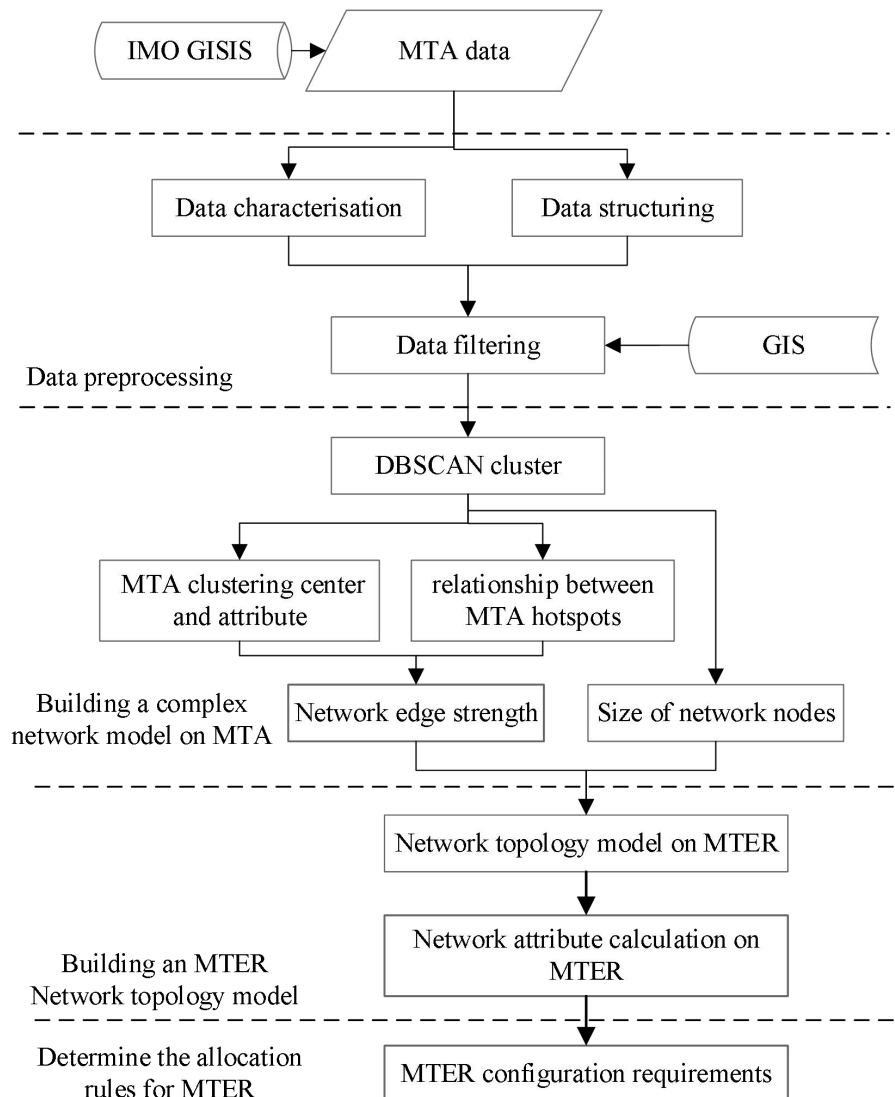 IMO GISIS
MTA data
Data characterisation
Data structuring
Data filtering
GIS
Data preprocessing
DBSCAN cluster
MTA clustering center
and attribute
relationship between
MTA hotspots
Building a complex
network model on MTA
Network edge strength
Size of network nodes
Network topology model on MTER
Network attribute calculation on
MTER
Building an MTER
Network topology model
Determine the allocation
rules for MTER
MTER configuration requirements